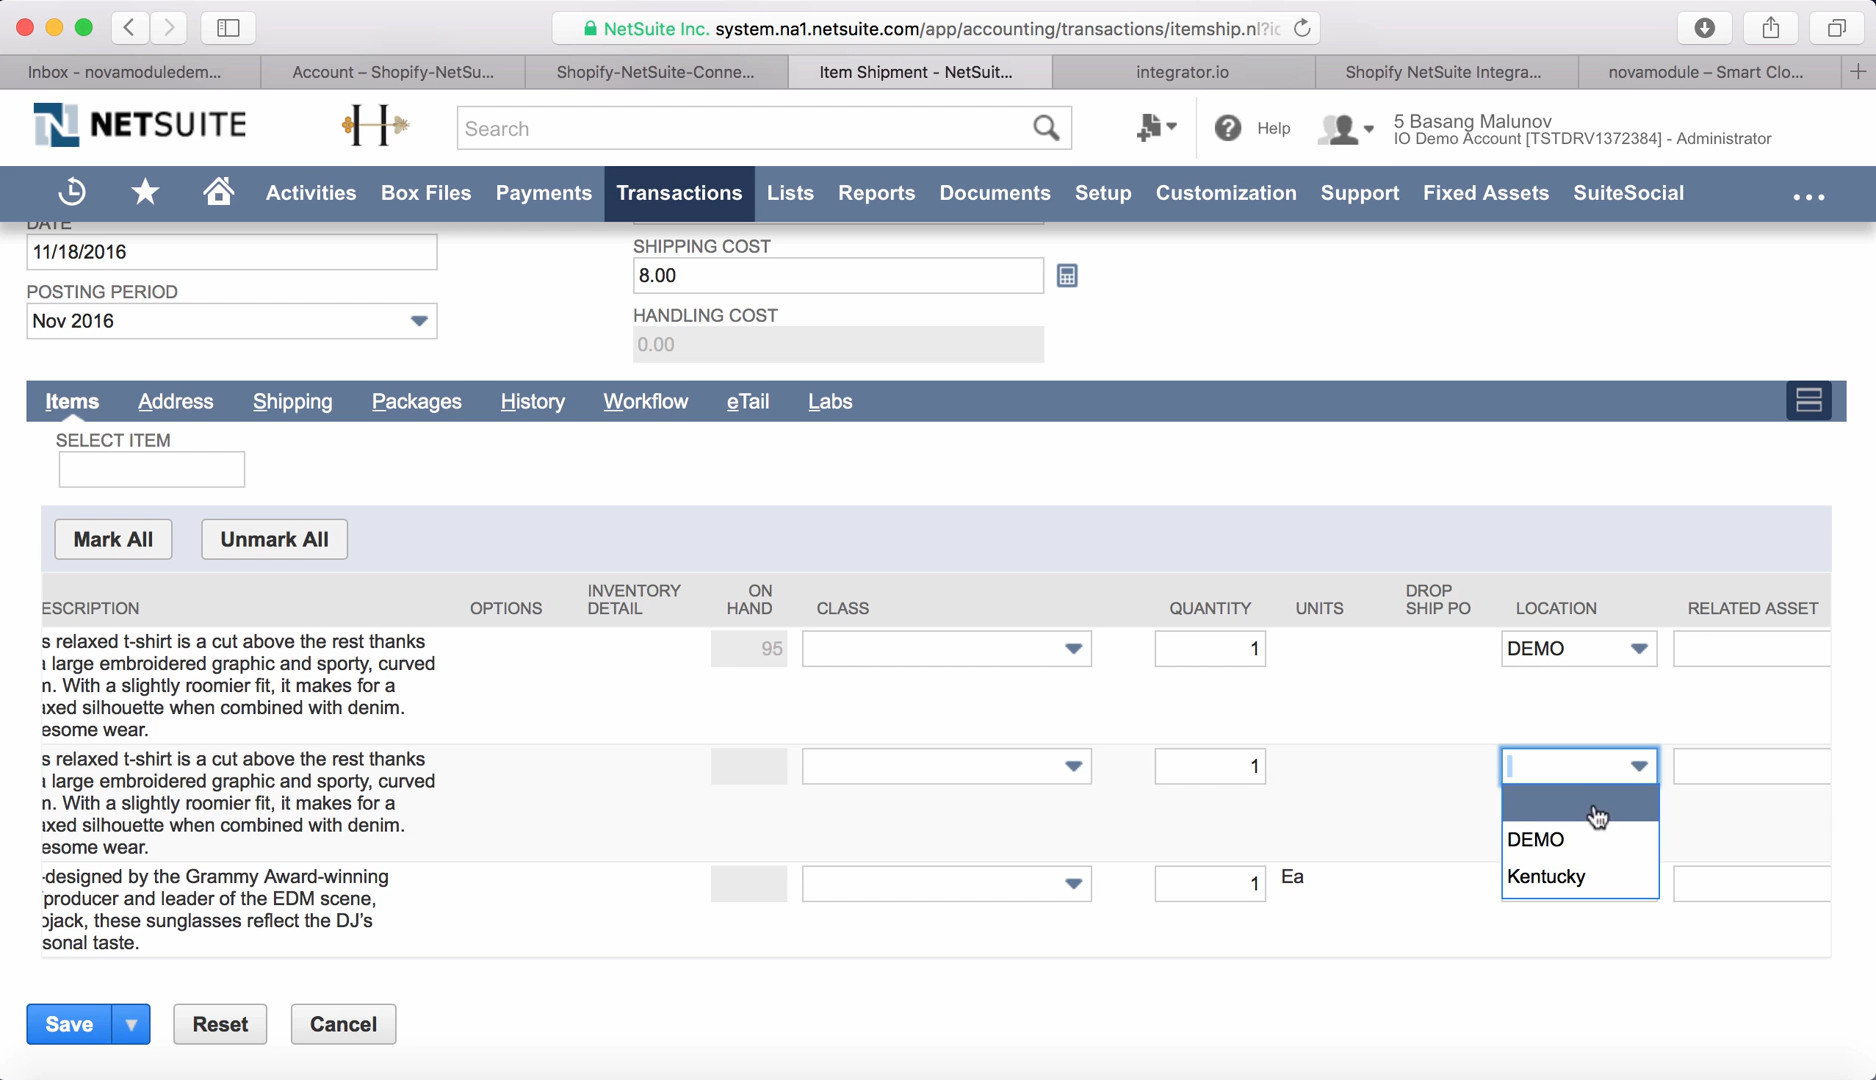 NetSuite Inc. system.na1.netsuite.com/app/accounting/transactions/itemship.nl?ic
Inbox - novamoduledem...
Account – Shopify-NetSu...
Shopify-NetSuite-Conne...
Item Shipment - NetSuit...
integrator.io
Shopify NetSuite Integra...
novamodule – Smart Clo...
NETSUITE
H
Search
Help
5 Basang Malunov
IO Demo Account [TSTDRV1372384] - Administrator
Activities
Box Files
Payments
Transactions
Lists
Reports
Documents
Setup
Customization
Support
Fixed Assets
SuiteSocial
DATE
11/18/2016
POSTING PERIOD
Nov 2016
SHIPPING COST
8.00
HANDLING COST
0.00
Items
Address
Shipping
Packages
History
Workflow
eTail
Labs
SELECT ITEM
Mark All
Unmark All
ESCRIPTION
OPTIONS
INVENTORY
DETAIL
ON
HAND
CLASS
QUANTITY
UNITS
DROP
SHIP PO
LOCATION
RELATED ASSET
s relaxed t-shirt is a cut above the rest thanks
a large embroidered graphic and sporty, curved
m. With a slightly roomier fit, it makes for a
axed silhouette when combined with denim.
esome wear.
95
1
DEMO
s relaxed t-shirt is a cut above the rest thanks
a large embroidered graphic and sporty, curved
m. With a slightly roomier fit, it makes for a
axed silhouette when combined with denim.
esome wear.
1
DEMO
Kentucky
-designed by the Grammy Award-winning
producer and leader of the EDM scene,
ojack, these sunglasses reflect the DJ's
sonal taste.
1
Ea
Save
Reset
Cancel